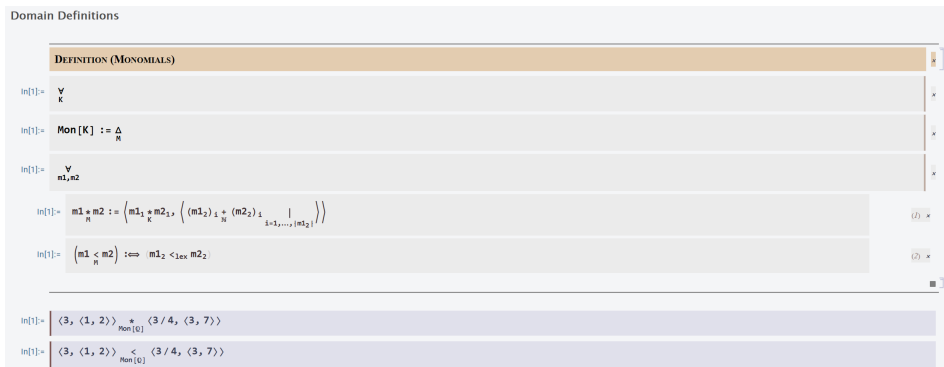 Domain Definitions
DEFINITION (MONOMIALS)
x
In[1]:= ∀
K
x
In[1]:= Mon[K] := Δ
M
x
In[1]:= ∀
m1,m2
x
In[1]:= m1 * m2 := ⟨m1₁ * m2₁, ⟨(m1₂)ᵢ + (m2₂)ᵢ |⟩⟩ (1) x
M K ℕ i=1,...,|m1₂|
In[1]:= (m1 < m2) :⟺ (m1₂ <lex m2₂) (2) x
M
In[1]:= ⟨3, ⟨1, 2⟩⟩ * ⟨3/4, ⟨3, 7⟩⟩
Mon[ℚ]
In[1]:= ⟨3, ⟨1, 2⟩⟩ < ⟨3/4, ⟨3, 7⟩⟩
Mon[ℚ]